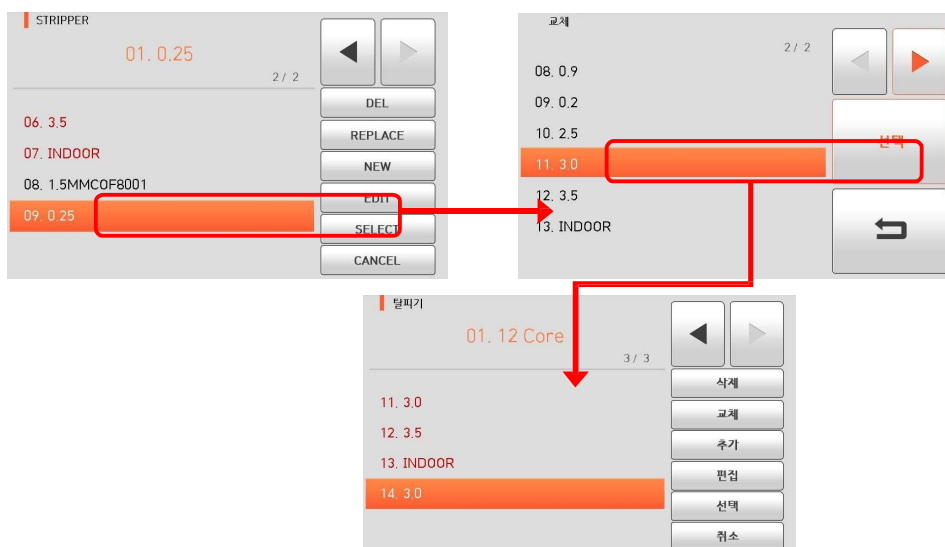 STRIPPER
01. 0.25
2 / 2
06. 3.5
07. INDOOR
08. 1.5MMCOF8001
09. 0.25
DEL
REPLACE
NEW
EDIT
SELECT
CANCEL
교체
2 / 2
08. 0.9
09. 0.2
10. 2.5
11. 3.0
12. 3.5
13. INDOOR
선택
탈피기
01. 12 Core
3 / 3
11. 3.0
12. 3.5
13. INDOOR
14. 3.0
삭제
교체
추가
편집
선택
취소